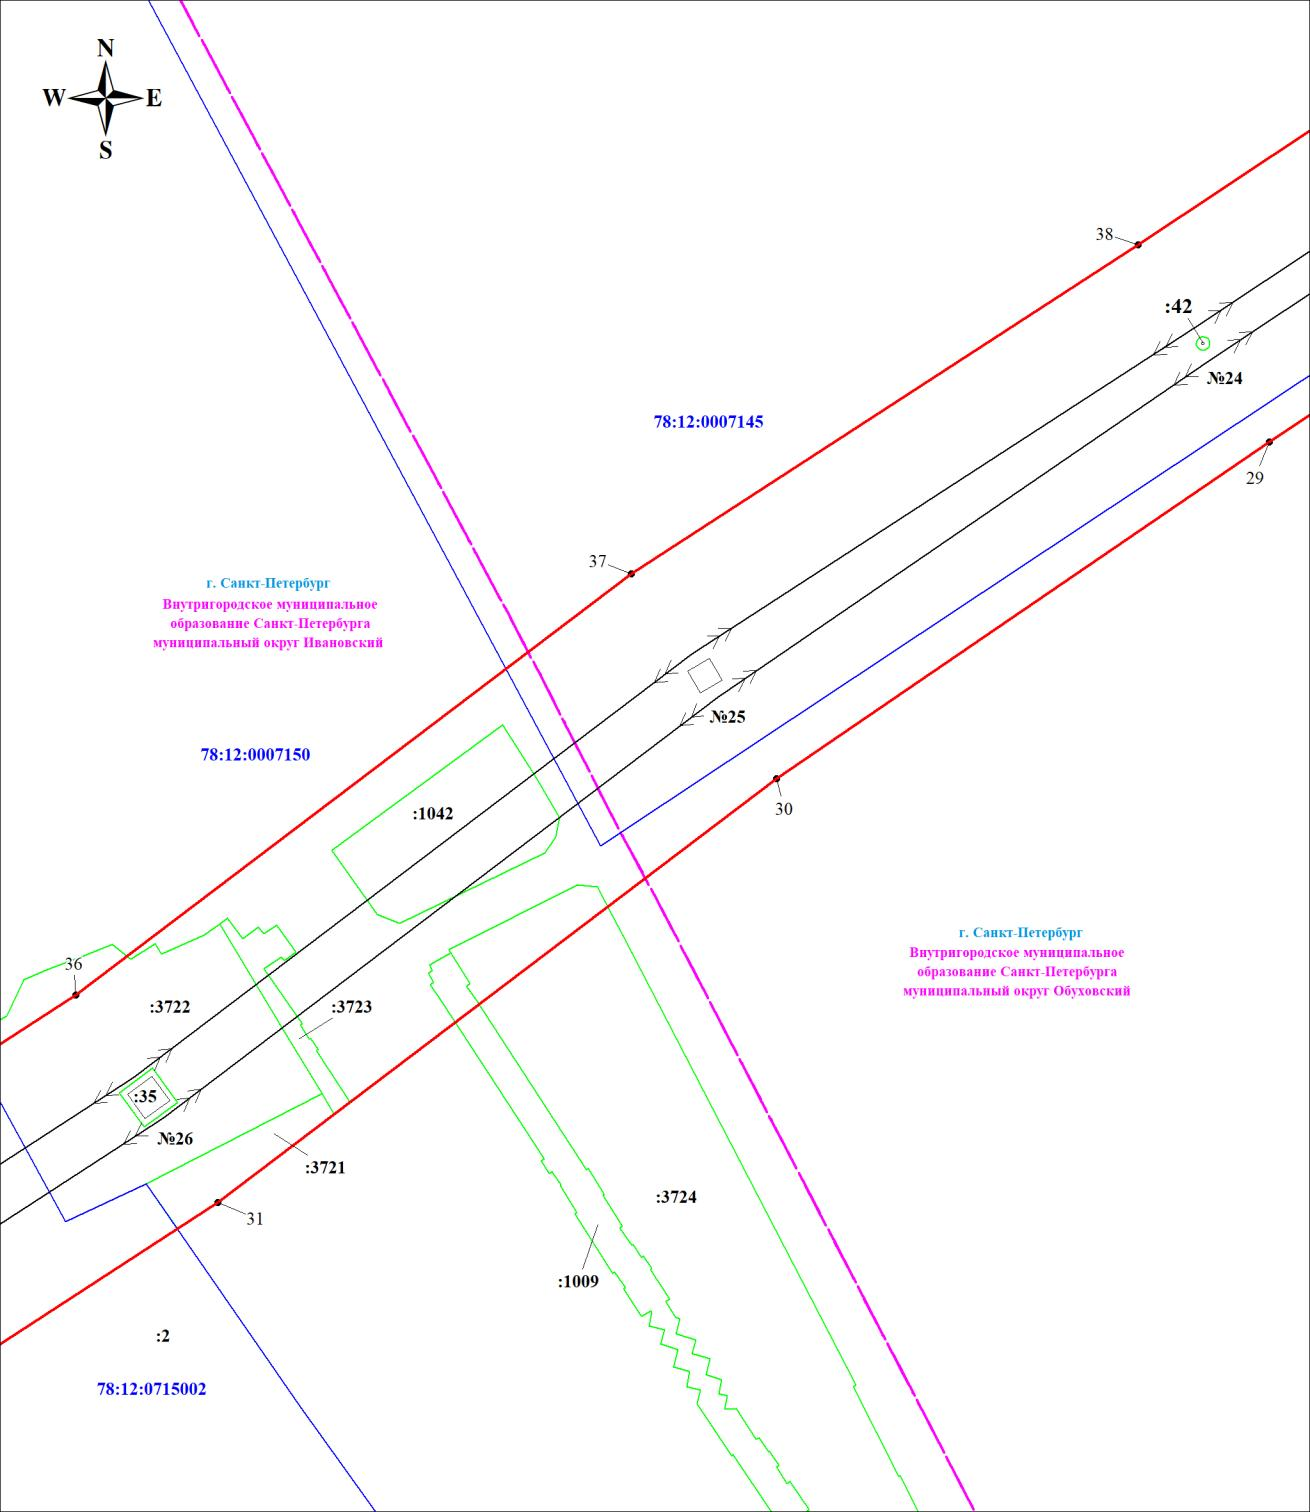 N
W E
S
38
:42
№24
78:12:0007145
29
37
г. Санкт-Петербург
Внутригородское муниципальное
образование Санкт-Петербурга
муниципальный округ Ивановский
№25
78:12:0007150
30
:1042
г. Санкт-Петербург
Внутригородское муниципальное
образование Санкт-Петербурга
муниципальный округ Обуховский
36
:3722
:3723
:35
№26
:3721
:3724
31
:1009
:2
78:12:0715002